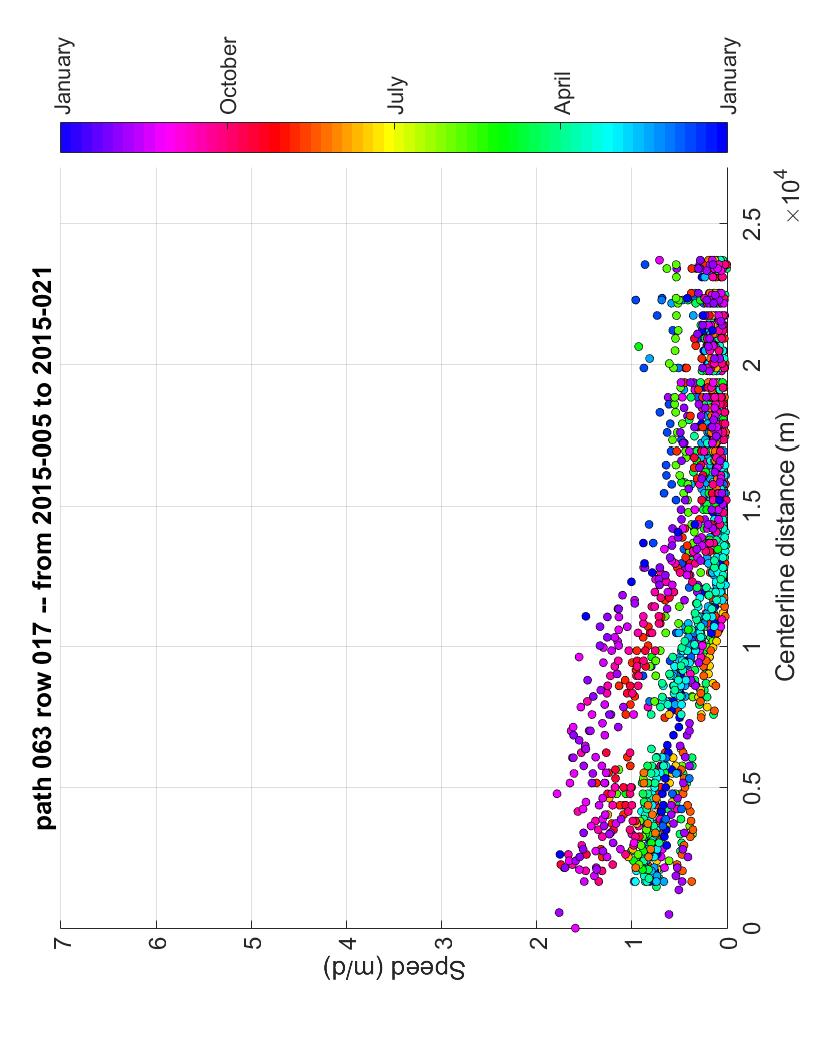 path 063 row 017 -- from 2015-005 to 2015-021
7
6
5
4
3
2
1
0
Speed (m/d)
0
0.5
1
1.5
2
2.5
×10⁴
Centerline distance (m)
January
October
July
April
January